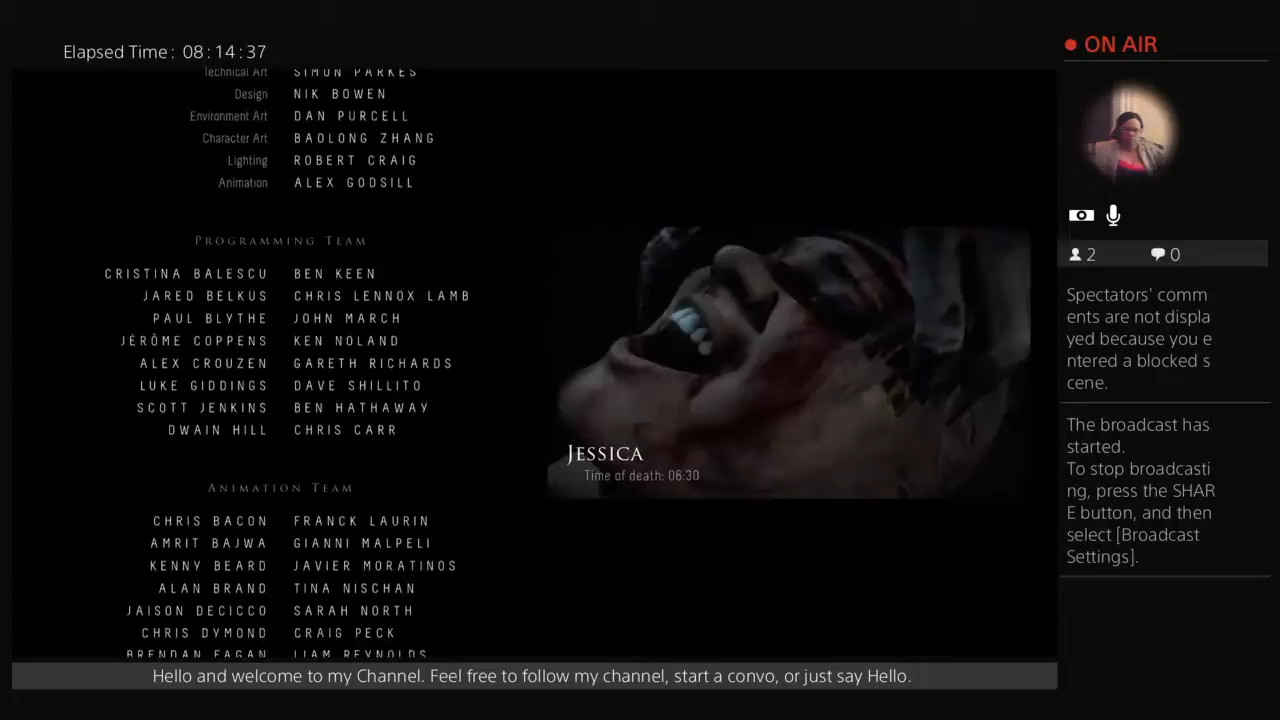 Elapsed Time: 08:14:37
ON AIR
Technical Art SIMON PARKES
Design NIK BOWEN
Environment Art DAN PURCELL
Character Art BAOLONG ZHANG
Lighting ROBERT CRAIG
Animation ALEX GODSILL
PROGRAMMING TEAM
CRISTINA BALESCU BEN KEEN
JARED BELKUS CHRIS LENNOX LAMB
PAUL BLYTHE JOHN MARCH
JÉRÔME COPPENS KEN NOLAND
ALEX CROUZEN GARETH RICHARDS
LUKE GIDDINGS DAVE SHILLITO
SCOTT JENKINS BEN HATHAWAY
DWAIN HILL CHRIS CARR
ANIMATION TEAM
CHRIS BACON FRANCK LAURIN
AMRIT BAJWA GIANNI MALPELI
KENNY BEARD JAVIER MORATINOS
ALAN BRAND TINA NISCHAN
JAISON DECICCO SARAH NORTH
CHRIS DYMOND CRAIG PECK
BRENDAN FAGAN LIAM REYNOLDS
JESSICA
Time of death: 06:30
2
0
Spectators' comm
ents are not displa
yed because you e
ntered a blocked s
cene.
The broadcast has
started.
To stop broadcasti
ng, press the SHAR
E button, and then
select [Broadcast
Settings].
Hello and welcome to my Channel. Feel free to follow my channel, start a convo, or just say Hello.